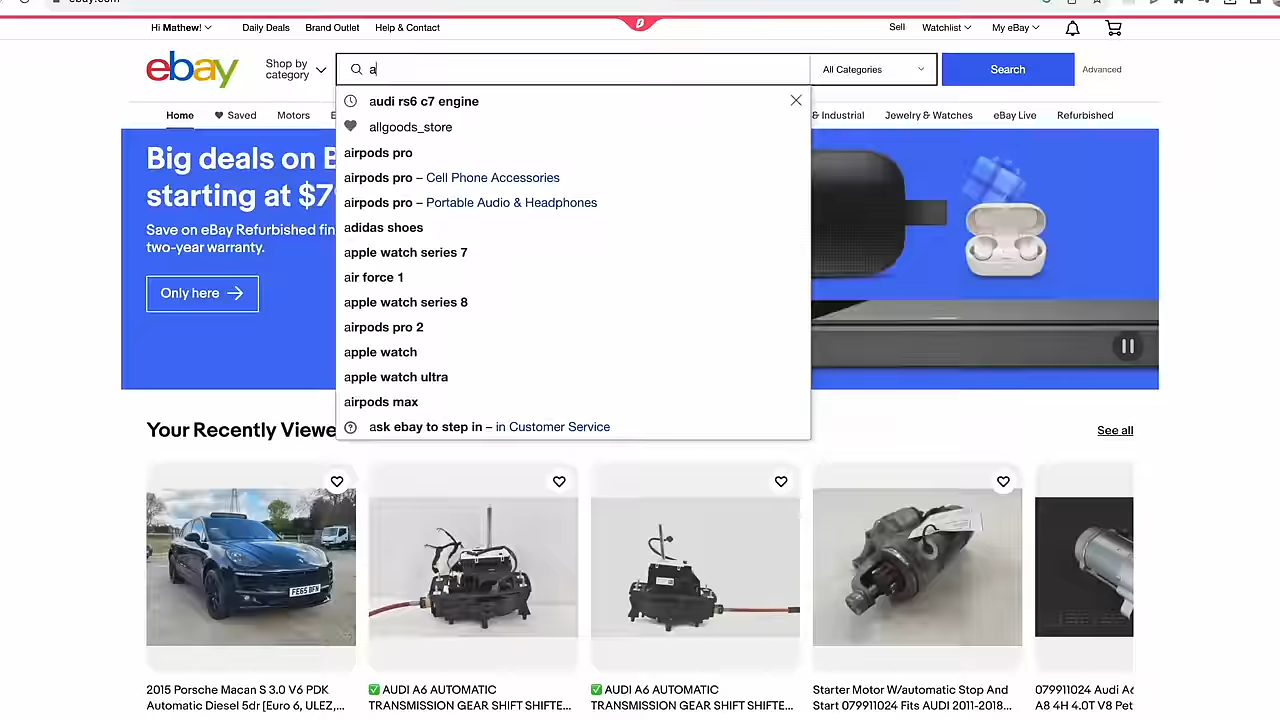 ebay.com
Hi Mathew!
Daily Deals
Brand Outlet
Help & Contact
Sell
Watchlist
My eBay
ebay
Shop by
category
a
All Categories
Search
Advanced
Home
Saved
Motors
& Industrial
Jewelry & Watches
eBay Live
Refurbished
audi rs6 c7 engine
allgoods_store
airpods pro
airpods pro – Cell Phone Accessories
airpods pro – Portable Audio & Headphones
adidas shoes
apple watch series 7
air force 1
apple watch series 8
airpods pro 2
apple watch
apple watch ultra
airpods max
ask ebay to step in – in Customer Service
Big deals on
starting at
Save on eBay Refurbished
two-year warranty.
Only here
Your Recently
See all
FE65 BFN
2015 Porsche Macan S 3.0 V6 PDK
Automatic Diesel 5dr [Euro 6, ULEZ,...
✅ AUDI A6 AUTOMATIC
TRANSMISSION GEAR SHIFT SHIFTE...
✅ AUDI A6 AUTOMATIC
TRANSMISSION GEAR SHIFT SHIFTE...
Starter Motor W/automatic Stop And
Start 079911024 Fits AUDI 2011-2018...
079911024 Audi A6
A8 4H 4.0T V8 Pet